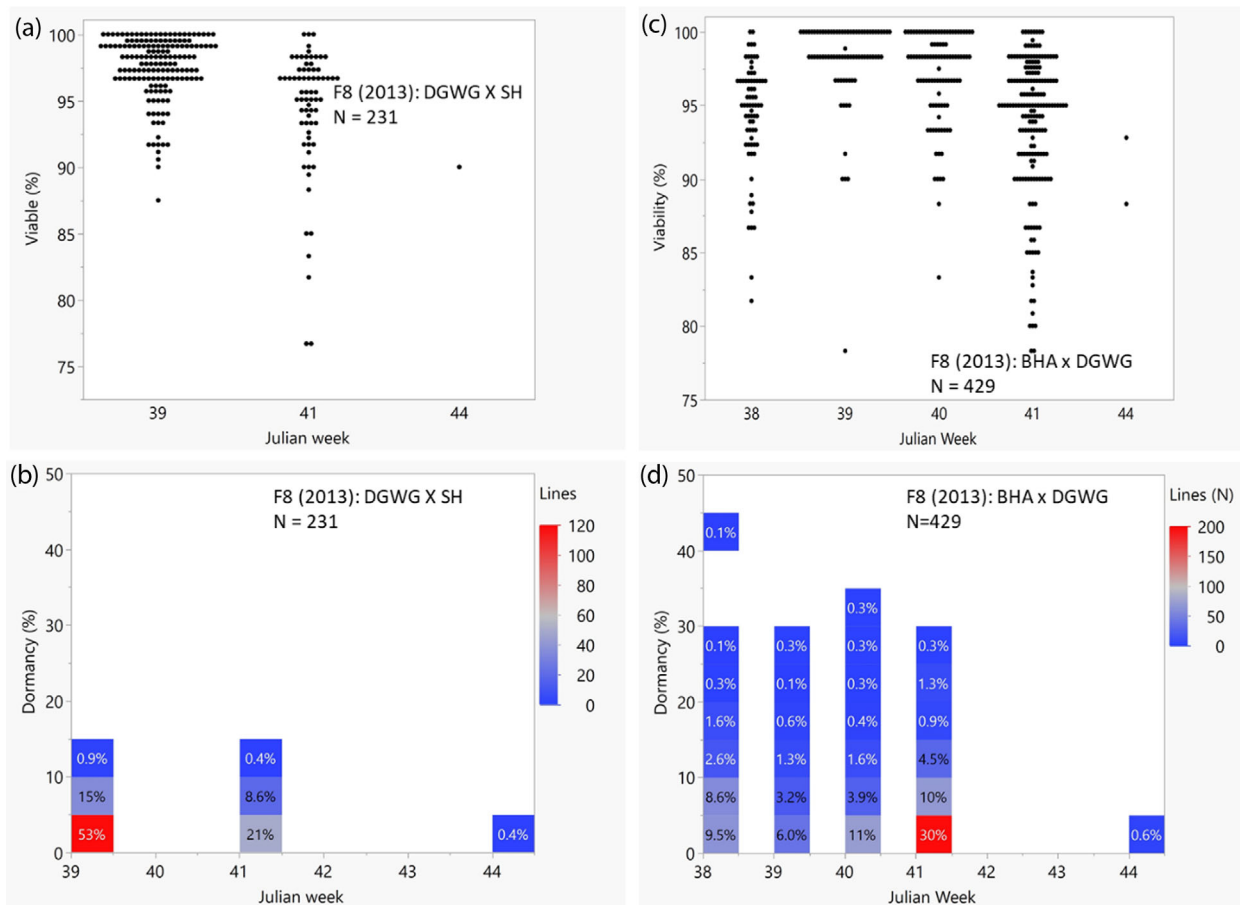 (a)
100
95
90
85
80
75
Viable (%)
F8 (2013): DGWG X SH
N = 231
39 41 44
Julian week
(c)
100
95
90
85
80
75
Viability (%)
F8 (2013): BHA x DGWG
N = 429
38 39 40 41 44
Julian Week
(b)
50
40
30
20
10
0
Dormancy (%)
F8 (2013): DGWG X SH
N = 231
0.9% 0.4%
15% 8.6%
53% 21% 0.4%
39 40 41 42 43 44
Julian week
Lines
120
100
80
60
40
20
0
(d)
50
40
30
20
10
0
Dormancy (%)
F8 (2013): BHA x DGWG
N=429
0.1%
0.3%
0.1% 0.3% 0.3% 0.3%
0.3% 0.1% 0.3% 1.3%
1.6% 0.6% 0.4% 0.9%
2.6% 1.3% 1.6% 4.5%
8.6% 3.2% 3.9% 10%
9.5% 6.0% 11% 30% 0.6%
38 39 40 41 42 43 44
Julian Week
Lines (N)
200
150
100
50
0